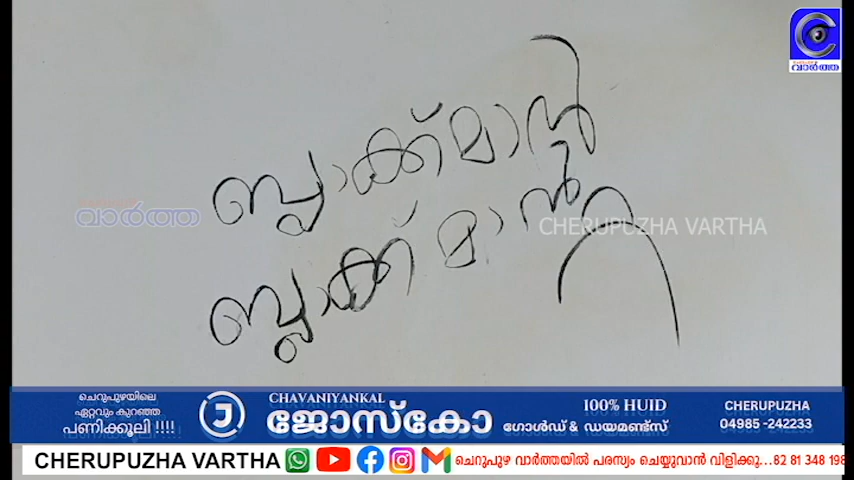 വാർത്ത
ബ്ലാക്ക്മാൻ
ബ്ലാക്ക് മാൻ
വാർത്ത
CHERUPUZHA VARTHA
ചെറുപുഴയിലെ
ഏറ്റവും കുറഞ്ഞ
പണിക്കൂലി !!!!
CHAVANIYANKAL
ജോസ്കോ
100% HUID
ഗോൾഡ് & ഡയമണ്ട്സ്
CHERUPUZHA
04985 -242233
CHERUPUZHA VARTHA
ചെറുപുഴ വാർത്തയിൽ പരസ്യം ചെയ്യുവാൻ വിളിക്കൂ...82 81 348 198